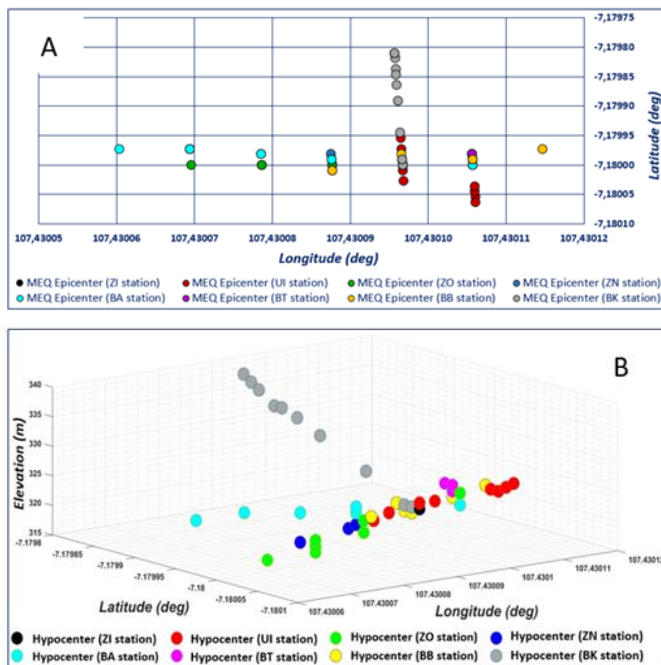 A
-7,17975
-7,17980
-7,17985
-7,17990
-7,17995
-7,18000
-7,18005
-7,18010
Latitude (deg)
107,43005 107,43006 107,43007 107,43008 107,43009 107,43010 107,43011 107,43012
Longitude (deg)
MEQ Epicenter (ZI station) MEQ Epicenter (UI station) MEQ Epicenter (ZO station) MEQ Epicenter (ZN station)
MEQ Epicenter (BA station) MEQ Epicenter (BT station) MEQ Epicenter (BB station) MEQ Epicenter (BK station)
B
340
335
330
325
320
315
Elevation (m)
-7.1798
-7.17985
-7.1799
-7.17995
-7.18
-7.18005
-7.1801
Latitude (deg)
107.43006
107.43007
107.43008
107.43009
107.4301
107.43011
107.43012
Longitude (deg)
Hypocenter (ZI station) Hypocenter (UI station) Hypocenter (ZO station) Hypocenter (ZN station)
Hypocenter (BA station) Hypocenter (BT station) Hypocenter (BB station) Hypocenter (BK station)